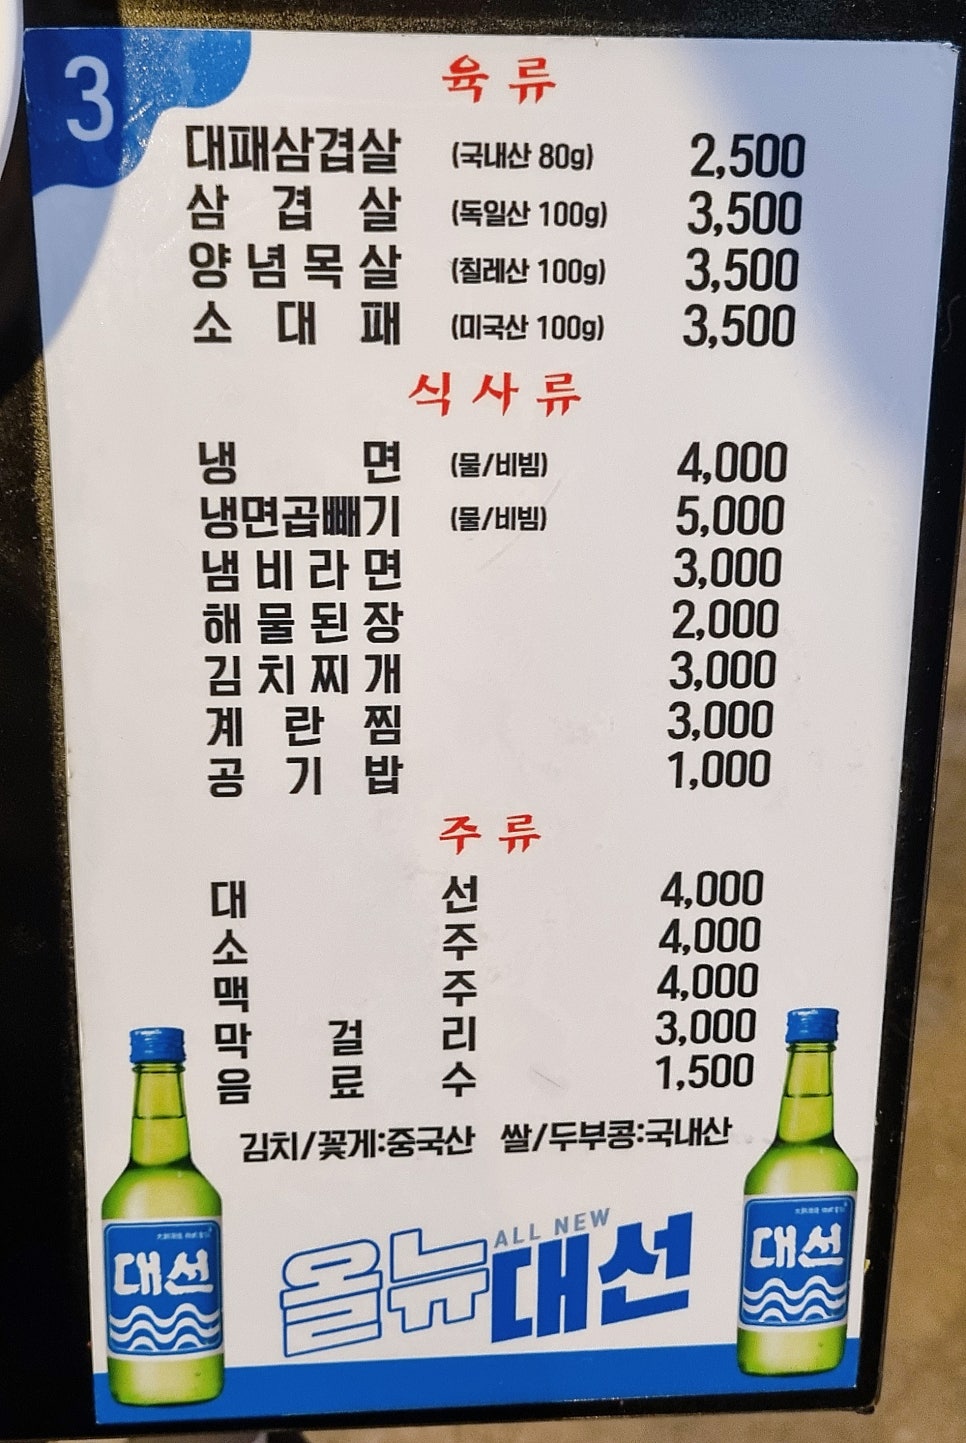 3
육류
대패삼겹살 (국내산 80g) 2,500
삼겹살 (독일산 100g) 3,500
양념목살 (칠레산 100g) 3,500
소대패 (미국산 100g) 3,500
식사류
냉면 (물/비빔) 4,000
냉면곱빼기 (물/비빔) 5,000
냄비라면 3,000
해물된장 2,000
김치찌개 3,000
계란찜 3,000
공기밥 1,000
주류
대선 4,000
소주 4,000
맥주 4,000
막걸리 3,000
음료수 1,500
김치/꽃게:중국산 쌀/두부콩:국내산
ALL NEW
올뉴대선
대선
대선